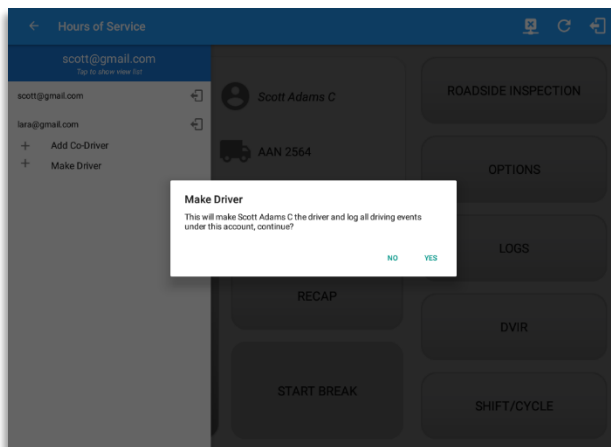 Hours of Service
scott@gmail.com
Tap to show view list
scott@gmail.com
lara@gmail.com
Add Co-Driver
Make Driver
Scott Adams C
AAN 2564
RECAP
START BREAK
ROADSIDE INSPECTION
OPTIONS
LOGS
DVIR
SHIFT/CYCLE
Make Driver
This will make Scott Adams C the driver and log all driving events
under this account, continue?
NO YES